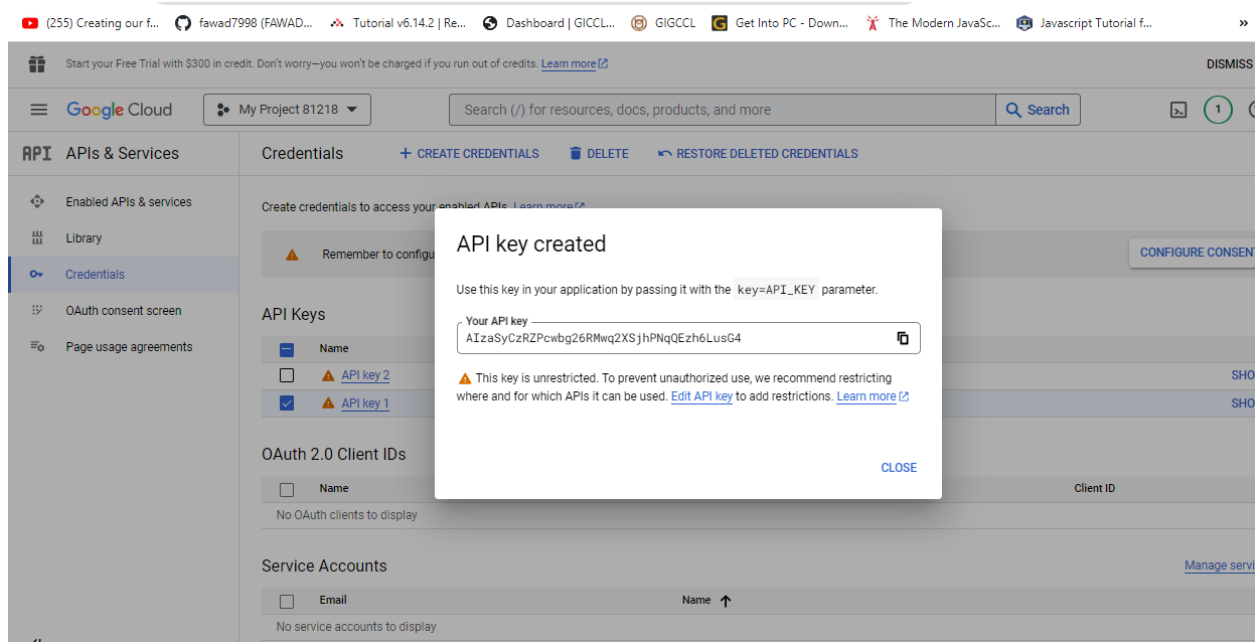 (255) Creating our f... fawad7998 (FAWAD... Tutorial v6.14.2 | Re... Dashboard | GICCL... GIGCCL Get Into PC - Down... The Modern JavaSc... Javascript Tutorial f... »
Start your Free Trial with $300 in credit. Don't worry—you won't be charged if you run out of credits. Learn more DISMISS
Google Cloud My Project 81218 Search (/) for resources, docs, products, and more Search 1
API APIs & Services
Enabled APIs & services
Library
Credentials
OAuth consent screen
Page usage agreements
Credentials + CREATE CREDENTIALS DELETE RESTORE DELETED CREDENTIALS
Create credentials to access your enabled APIs. Learn more
Remember to configu CONFIGURE CONSEN
API Keys
Name
API key 2 SHO
API key 1 SHO
OAuth 2.0 Client IDs
Name Client ID
No OAuth clients to display
Service Accounts Manage servi
Email Name ↑
No service accounts to display
API key created
Use this key in your application by passing it with the key=API_KEY parameter.
Your API key
AIzaSyCzRZPcwbg26RMwq2XSjhPNqQEzh6LusG4
This key is unrestricted. To prevent unauthorized use, we recommend restricting
where and for which APIs it can be used. Edit API key to add restrictions. Learn more
CLOSE